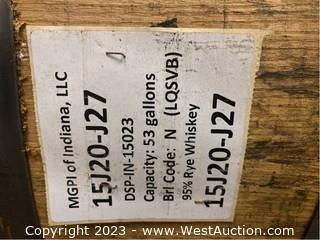 MGPI of Indiana, LLC
15J20-J27
DSP-IN-15023
Capacity: 53 gallons
Brl Code: N (LQSVB)
95% Rye Whiskey
15J20-J27
Copyright 2023 - WestAuction.com